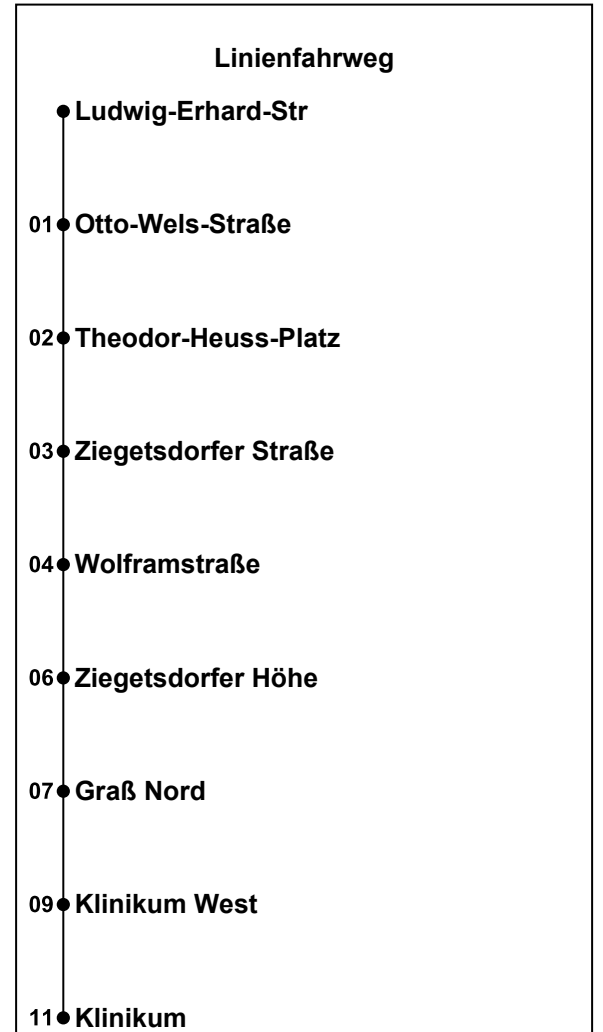 Linienfahrweg
Ludwig-Erhard-Str
01 Otto-Wels-Straße
02 Theodor-Heuss-Platz
03 Ziegetsdorfer Straße
04 Wolframstraße
06 Ziegetsdorfer Höhe
07 Graß Nord
09 Klinikum West
11 Klinikum